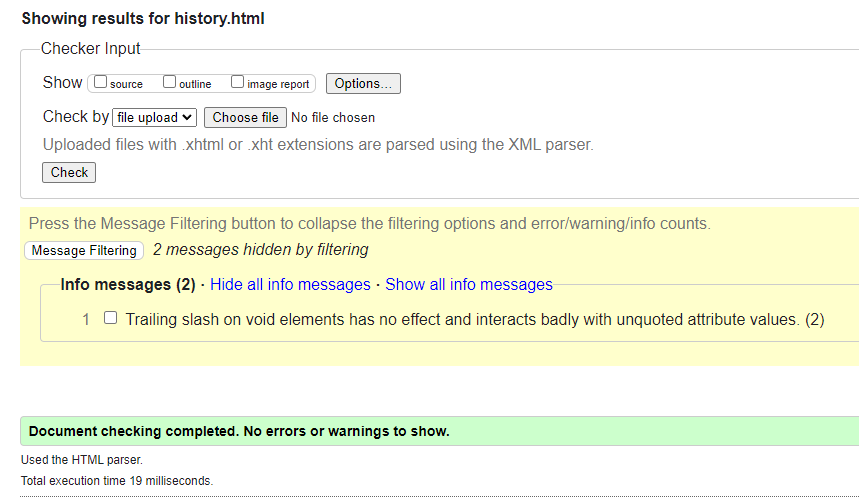 Showing results for history.html
Checker Input
Show source outline image report Options...
Check by file upload Choose file No file chosen
Uploaded files with .xhtml or .xht extensions are parsed using the XML parser.
Check
Press the Message Filtering button to collapse the filtering options and error/warning/info counts.
Message Filtering 2 messages hidden by filtering
Info messages (2) · Hide all info messages · Show all info messages
1 Trailing slash on void elements has no effect and interacts badly with unquoted attribute values. (2)
Document checking completed. No errors or warnings to show.
Used the HTML parser.
Total execution time 19 milliseconds.